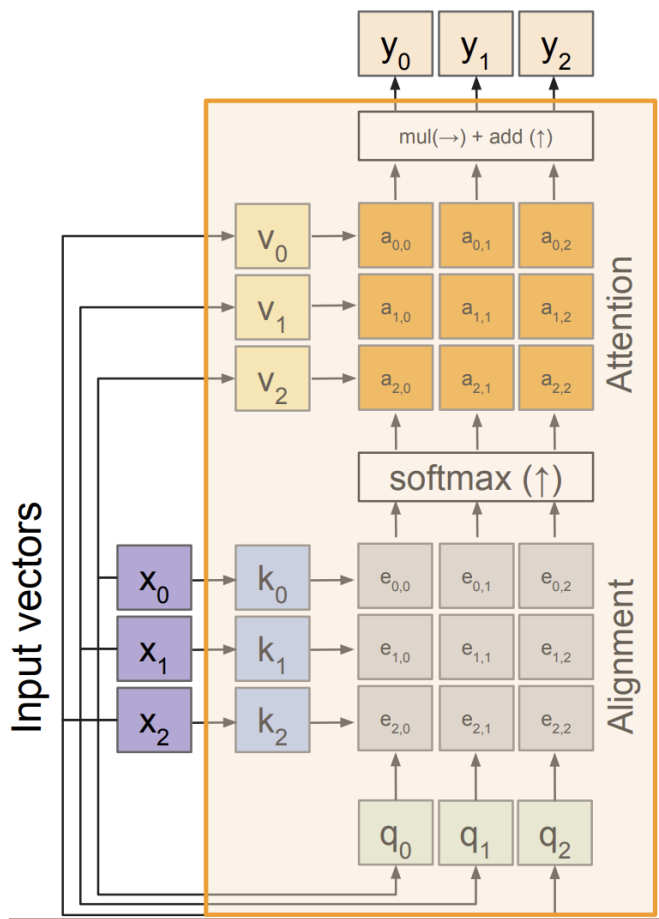 y0 y1 y2
mul(→) + add (↑)
v0 a0,0 a0,1 a0,2
v1 a1,0 a1,1 a1,2
v2 a2,0 a2,1 a2,2
Attention
softmax (↑)
Input vectors
x0 k0 e0,0 e0,1 e0,2
x1 k1 e1,0 e1,1 e1,2
x2 k2 e2,0 e2,1 e2,2
Alignment
q0 q1 q2